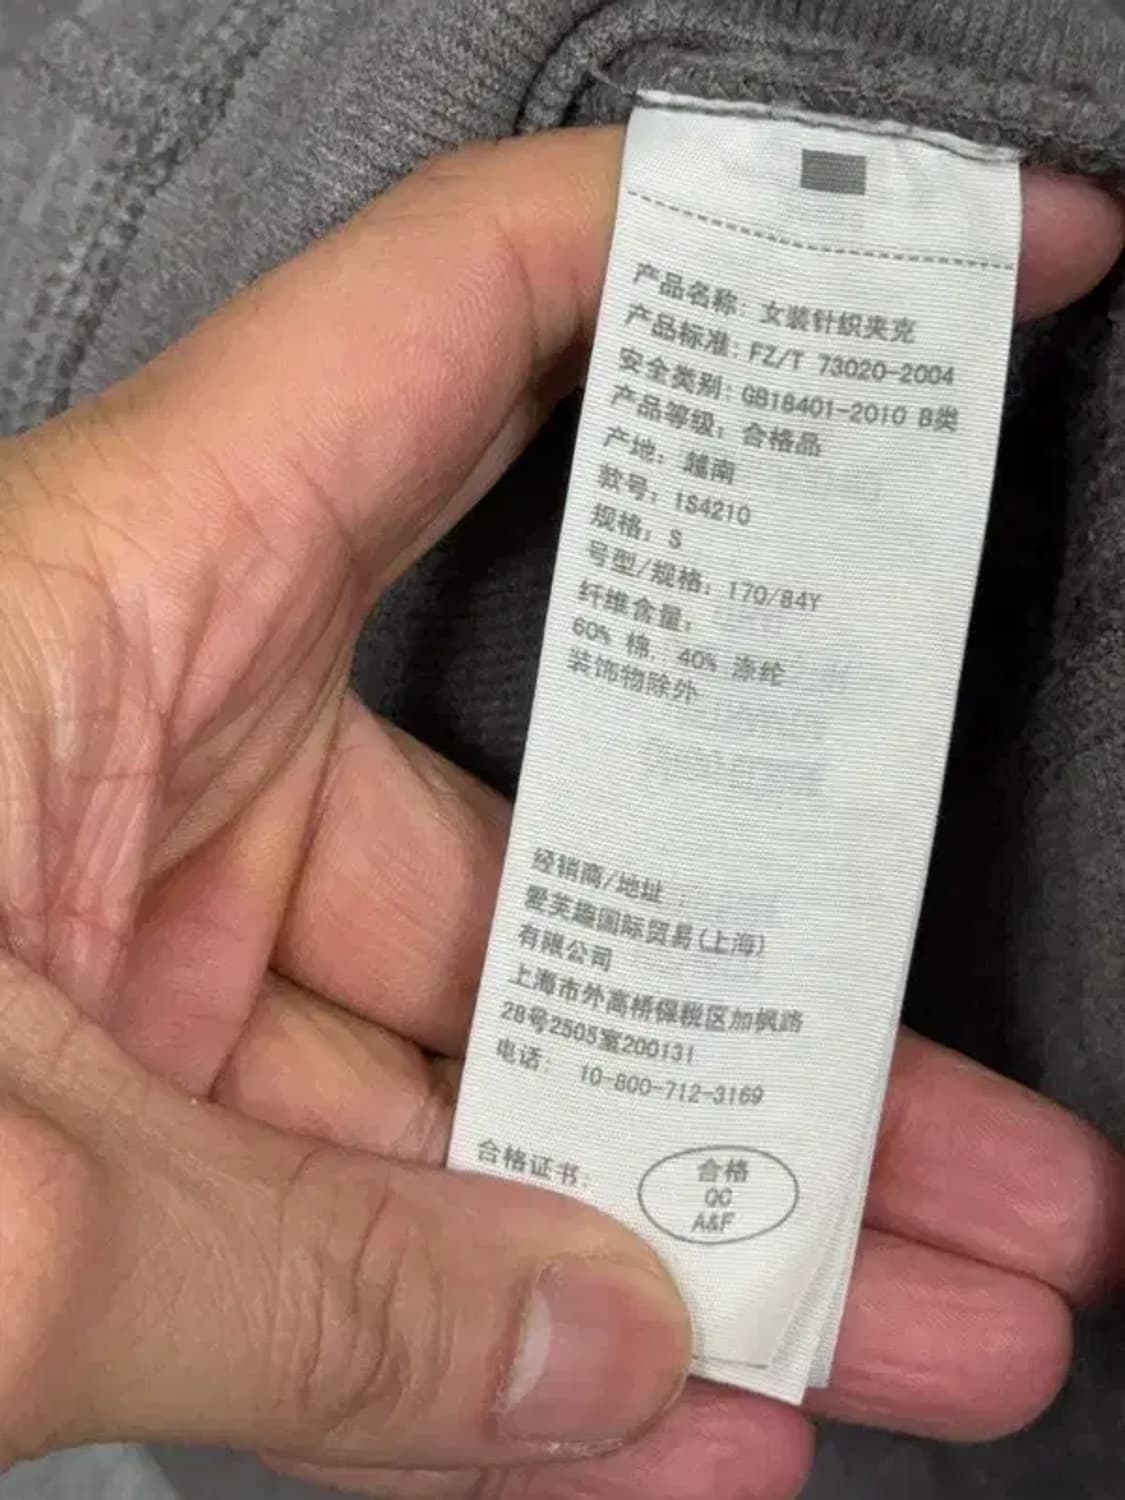 产品名称：女装针织夹克
产品标准：FZ/T 73020-2004
安全类别：GB18401-2010 B类
产品等级：合格品
产地：越南
款号：1S4210
规格：S
号型/规格：170/84Y
纤维含量：
60% 棉，40% 涤纶
装饰物除外
经销商/地址 ：
爱芙趣国际贸易(上海)
有限公司
上海市外高桥保税区加枫路
28号2505室200131
电话： 10-800-712-3169
合格证书：
合格
QC
A&F